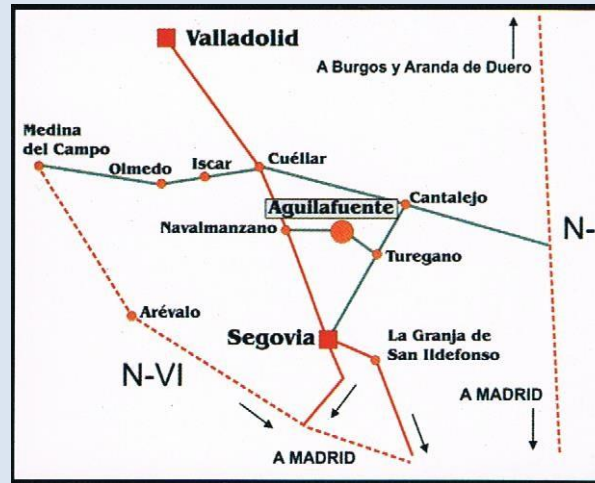 Valladolid
A Burgos y Aranda de Duero
Medina
del Campo
Olmedo
Iscar
Cuéllar
Cantalejo
Aguilafuente
Navalmanzano
N-
Turegano
Arévalo
Segovia
La Granja de
San Ildefonso
N-VI
A MADRID
A MADRID